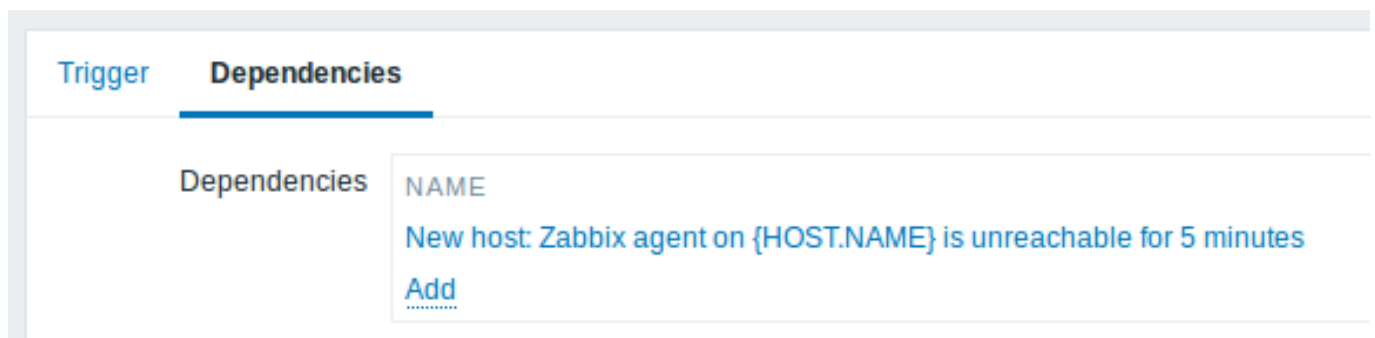 Trigger Dependencies
Dependencies NAME
New host: Zabbix agent on {HOST.NAME} is unreachable for 5 minutes
Add